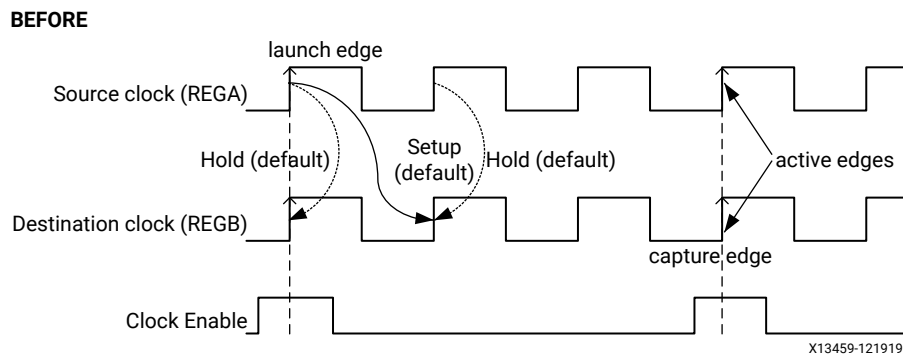 BEFORE
launch edge
Source clock (REGA)
Hold (default)
Setup
(default)
Hold (default)
active edges
Destination clock (REGB)
capture edge
Clock Enable
X13459-121919